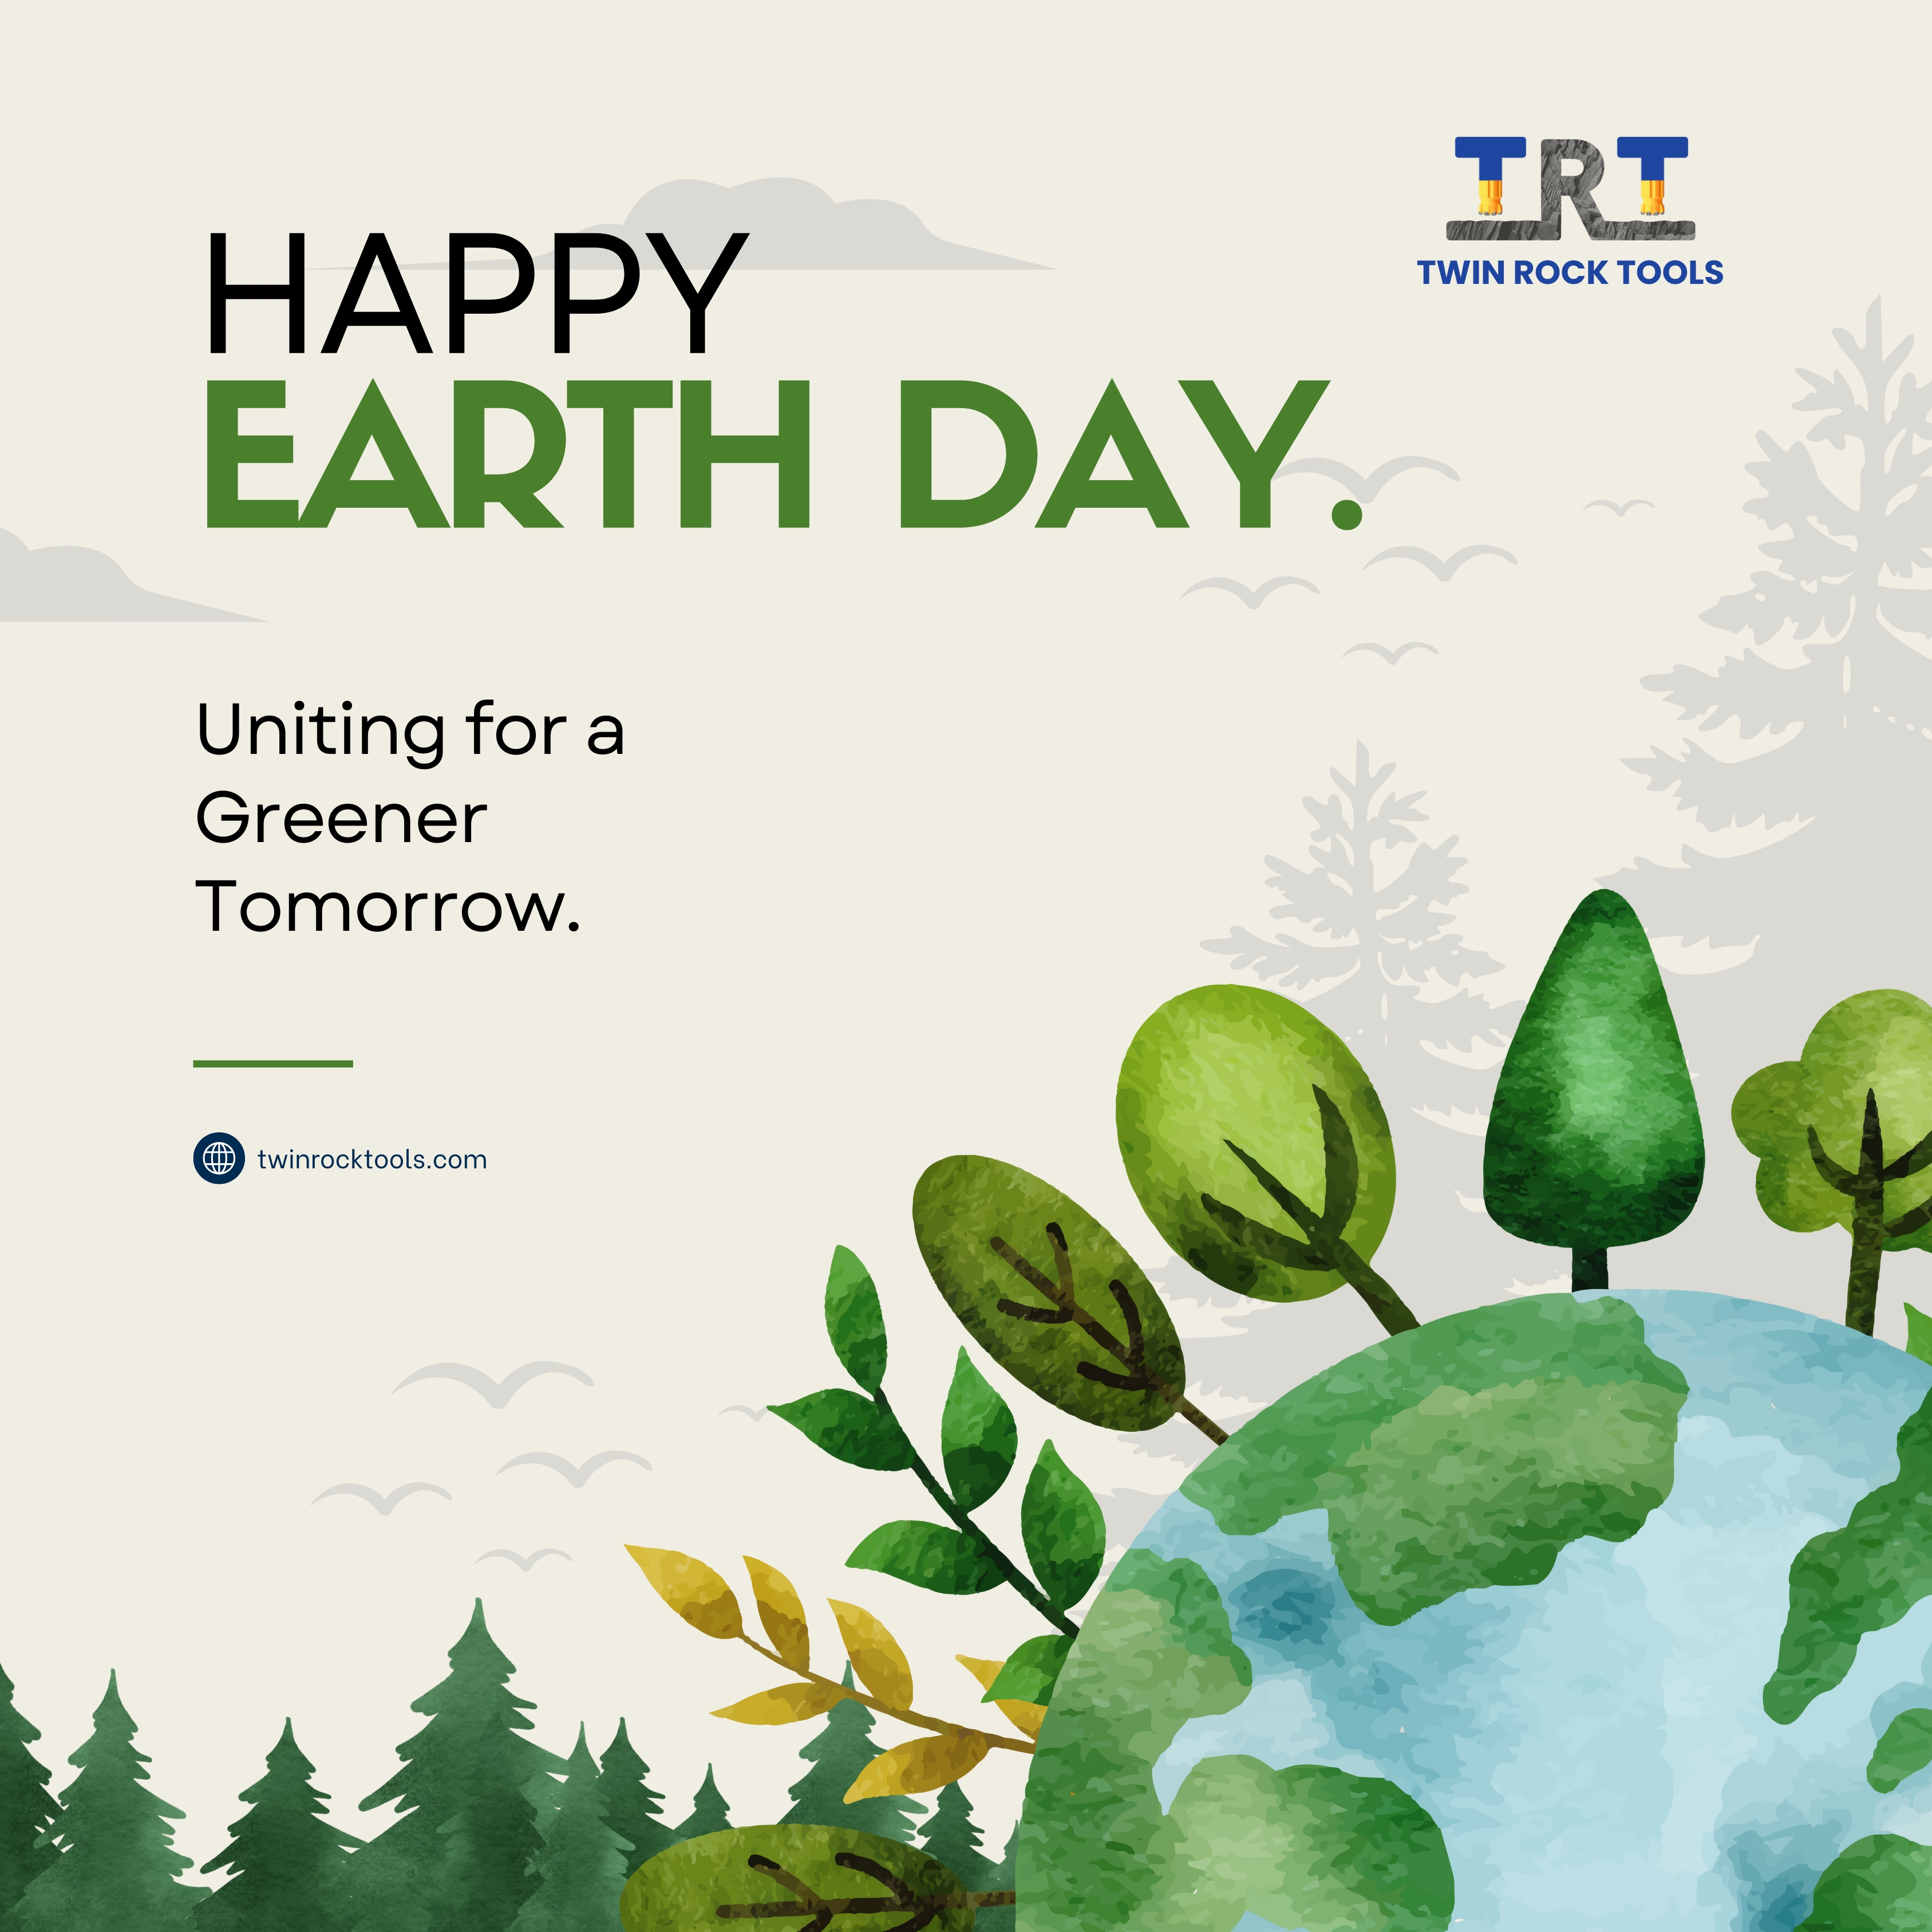 TRT
TWIN ROCK TOOLS
HAPPY
EARTH DAY.
Uniting for a
Greener
Tomorrow.
twinrocktools.com